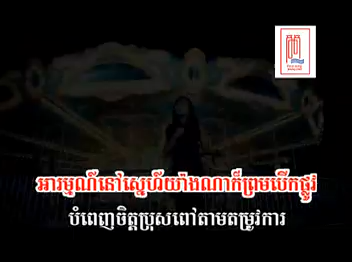 អារម្មណ៍នៅស្នេហ៍យ៉ាងណាក៏ព្រមបើកផ្លូវ
បំពេញចិត្តប្រុសពៅតាមតម្រូវការ